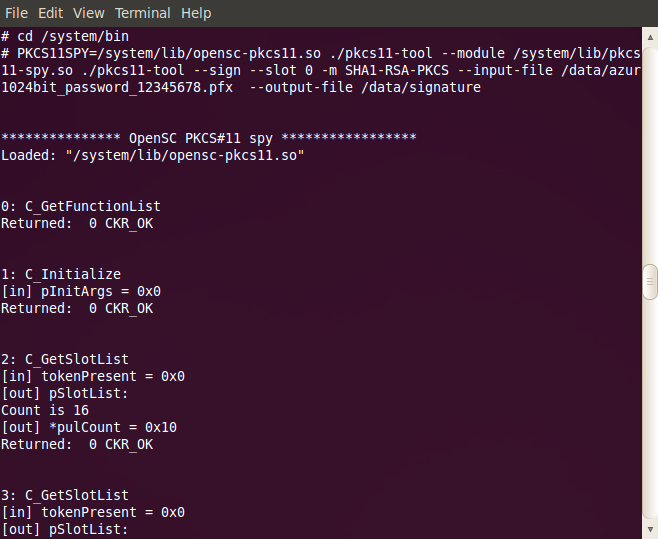 File Edit View Terminal Help
# cd /system/bin
# PKCS11SPY=/system/lib/opensc-pkcs11.so ./pkcs11-tool --module /system/lib/pkcs
11-spy.so ./pkcs11-tool --sign --slot 0 -m SHA1-RSA-PKCS --input-file /data/azur
1024bit_password_12345678.pfx  --output-file /data/signature
*************** OpenSC PKCS#11 spy *****************
Loaded: "/system/lib/opensc-pkcs11.so"
0: C_GetFunctionList
Returned:  0 CKR_OK
1: C_Initialize
[in] pInitArgs = 0x0
Returned:  0 CKR_OK
2: C_GetSlotList
[in] tokenPresent = 0x0
[out] pSlotList:
Count is 16
[out] *pulCount = 0x10
Returned:  0 CKR_OK
3: C_GetSlotList
[in] tokenPresent = 0x0
[out] pSlotList: